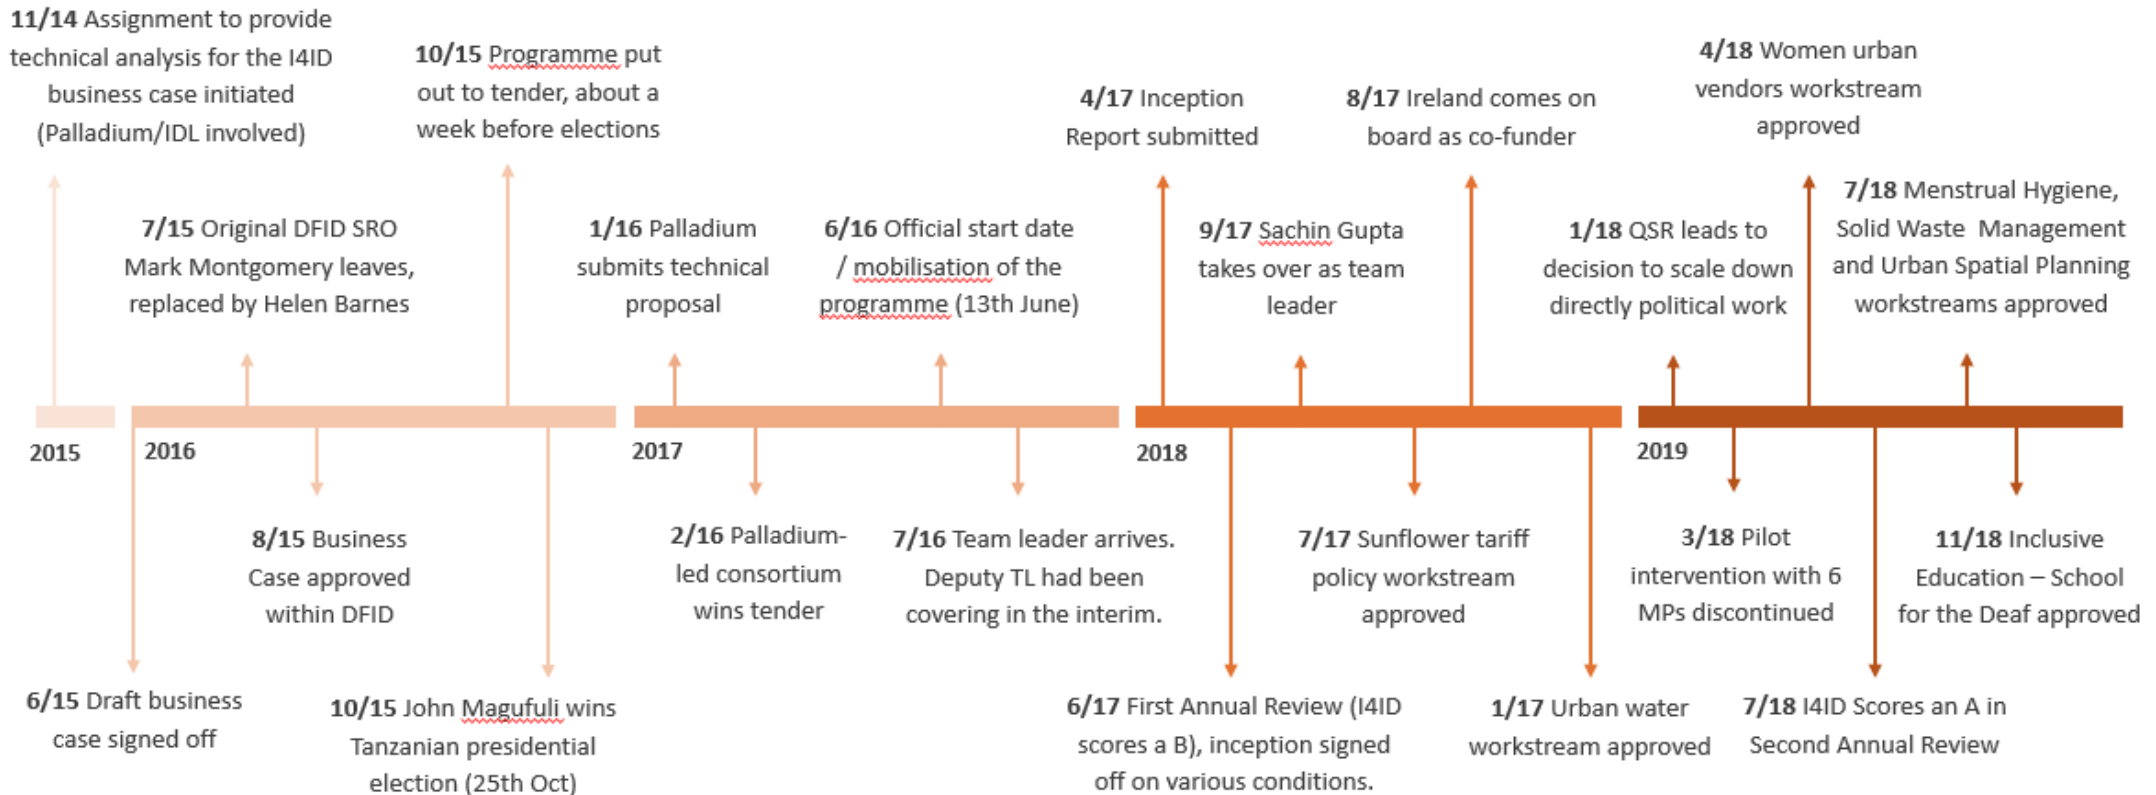 11/14 Assignment to provide
technical analysis for the I4ID
business case initiated
(Palladium/IDL involved)
7/15 Original DFID SRO
Mark Montgomery leaves,
replaced by Helen Barnes
10/15 Programme put
out to tender, about a
week before elections
1/16 Palladium
submits technical
proposal
6/16 Official start date
/ mobilisation of the
programme (13th June)
4/17 Inception
Report submitted
9/17 Sachin Gupta
takes over as team
leader
8/17 Ireland comes on
board as co-funder
1/18 QSR leads to
decision to scale down
directly political work
4/18 Women urban
vendors workstream
approved
7/18 Menstrual Hygiene,
Solid Waste Management
and Urban Spatial Planning
workstreams approved
2015
2016
2017
2018
2019
6/15 Draft business
case signed off
8/15 Business
Case approved
within DFID
10/15 John Magufuli wins
Tanzanian presidential
election (25th Oct)
2/16 Palladium-
led consortium
wins tender
7/16 Team leader arrives.
Deputy TL had been
covering in the interim.
6/17 First Annual Review (I4ID
scores a B), inception signed
off on various conditions.
7/17 Sunflower tariff
policy workstream
approved
1/17 Urban water
workstream approved
3/18 Pilot
intervention with 6
MPs discontinued
7/18 I4ID Scores an A in
Second Annual Review
11/18 Inclusive
Education – School
for the Deaf approved